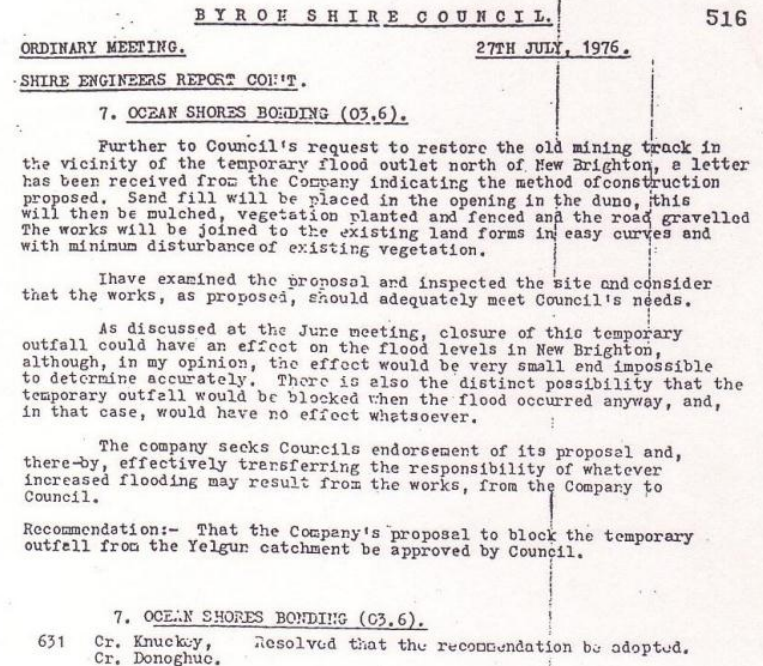 BYRON SHIRE COUNCIL. 516
ORDINARY MEETING. 27TH JULY, 1976.
SHIRE ENGINEERS REPORT CONT'T.
7. OCEAN SHORES BONDING (O3.6).
Further to Council's request to restore the old mining track in
the vicinity of the temporary flood outlet north of New Brighton, a letter
has been received from the Company indicating the method ofconstruction
proposed. Sand fill will be placed in the opening in the dune, this
will then be mulched, vegetation planted and fenced and the road gravelled
The works will be joined to the existing land forms in easy curves and
with minimum disturbance of existing vegetation.
Ihave examined the proposal and inspected the site and consider
that the works, as proposed, should adequately meet Council's needs.
As discussed at the June meeting, closure of this temporary
outfall could have an effect on the flood levels in New Brighton,
although, in my opinion, the effect would be very small and impossible
to determine accurately. There is also the distinct possibility that the
temporary outfall would be blocked when the flood occurred anyway, and,
in that case, would have no effect whatsoever.
The company seeks Councils endorsement of its proposal and,
there-by, effectively transferring the responsibility of whatever
increased flooding may result from the works, from the Company to
Council.
Recommendation:- That the Company's proposal to block the temporary
outfall from the Yelgun catchment be approved by Council.
7. OCEAN SHORES BONDING (O3.6).
631 Cr. Knuckey, Resolved that the recommendation be adopted.
Cr. Donoghue.